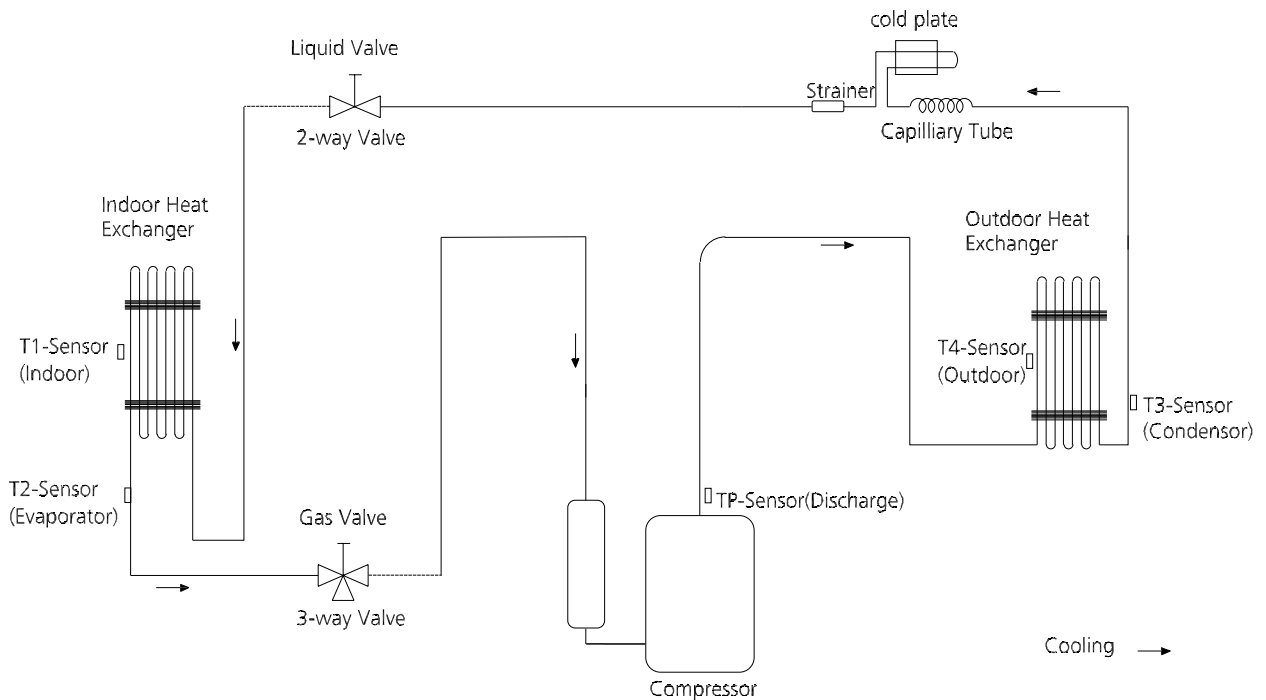 cold plate
Liquid Valve
Strainer
2-way Valve
Capilliary Tube
Indoor Heat
Exchanger
Outdoor Heat
Exchanger
T1-Sensor
(Indoor)
T4-Sensor
(Outdoor)
T3-Sensor
(Condensor)
T2-Sensor
(Evaporator)
TP-Sensor(Discharge)
Gas Valve
3-way Valve
Cooling
Compressor